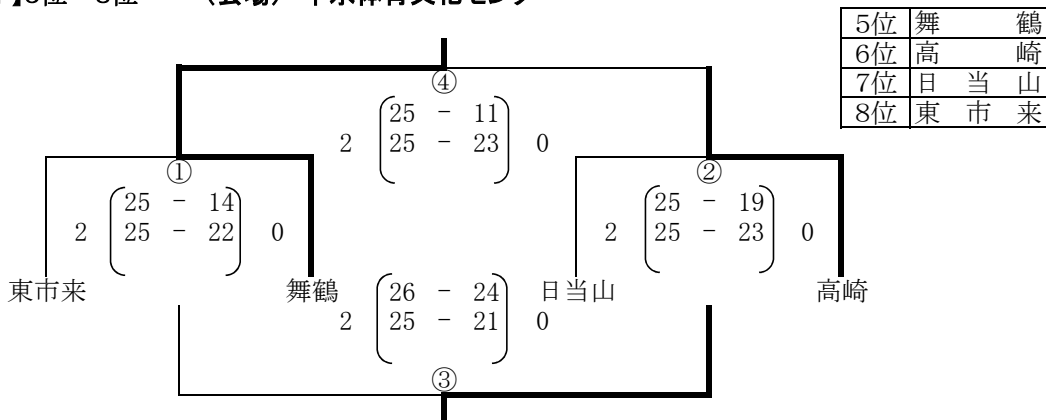 5位 舞 鶴
6位 高 崎
7位 日 当 山
8位 東 市 来
④
25 - 11
2 25 - 23 0
① ②
25 - 14 25 - 19
2 25 - 22 0 2 25 - 23 0
東市来 舞鶴 日当山 高崎
26 - 24
2 25 - 21 0
③